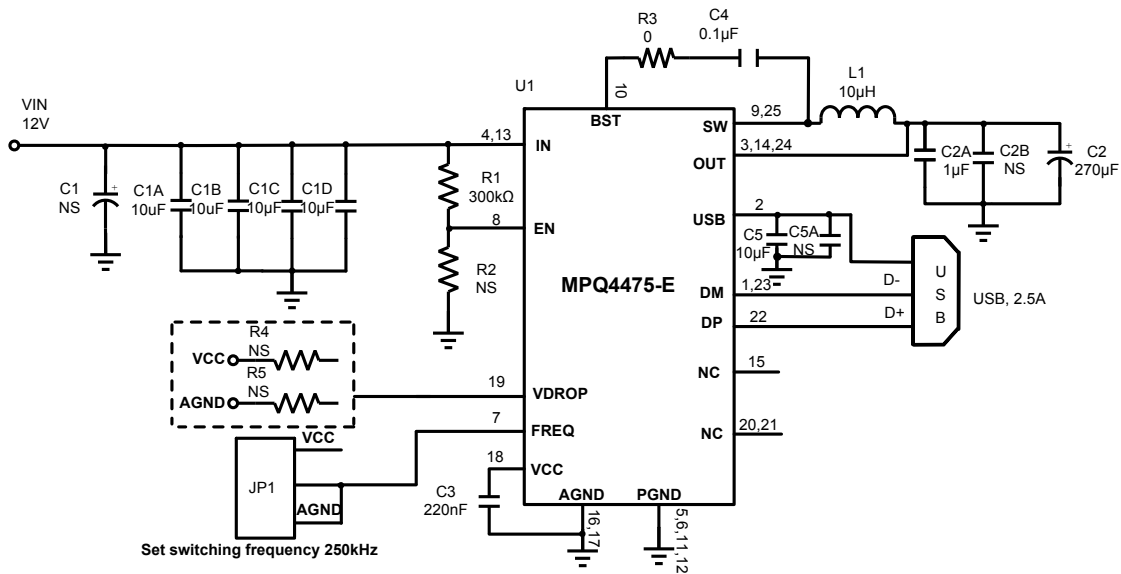 R3
0
C4
0.1µF
U1
10
BST
L1
10µH
VIN
12V
4,13
IN
9,25
SW
3,14,24
OUT
C1
NS
C1A
10uF
C1B
10uF
C1C
10µF
C1D
10µF
R1
300kΩ
8
EN
R2
NS
C2A
1µF
C2B
NS
C2
270µF
+
+
2
USB
C5
10µF
C5A
NS
MPQ4475-E
1,23
DM
D-
22
DP
D+
U
S
B
USB, 2.5A
15
NC
20,21
NC
R4
NS
VCC
R5
NS
AGND
19
VDROP
7
FREQ
VCC
JP1
AGND
18
VCC
C3
220nF
AGND
16,17
PGND
5,6,11,12
Set switching frequency 250kHz